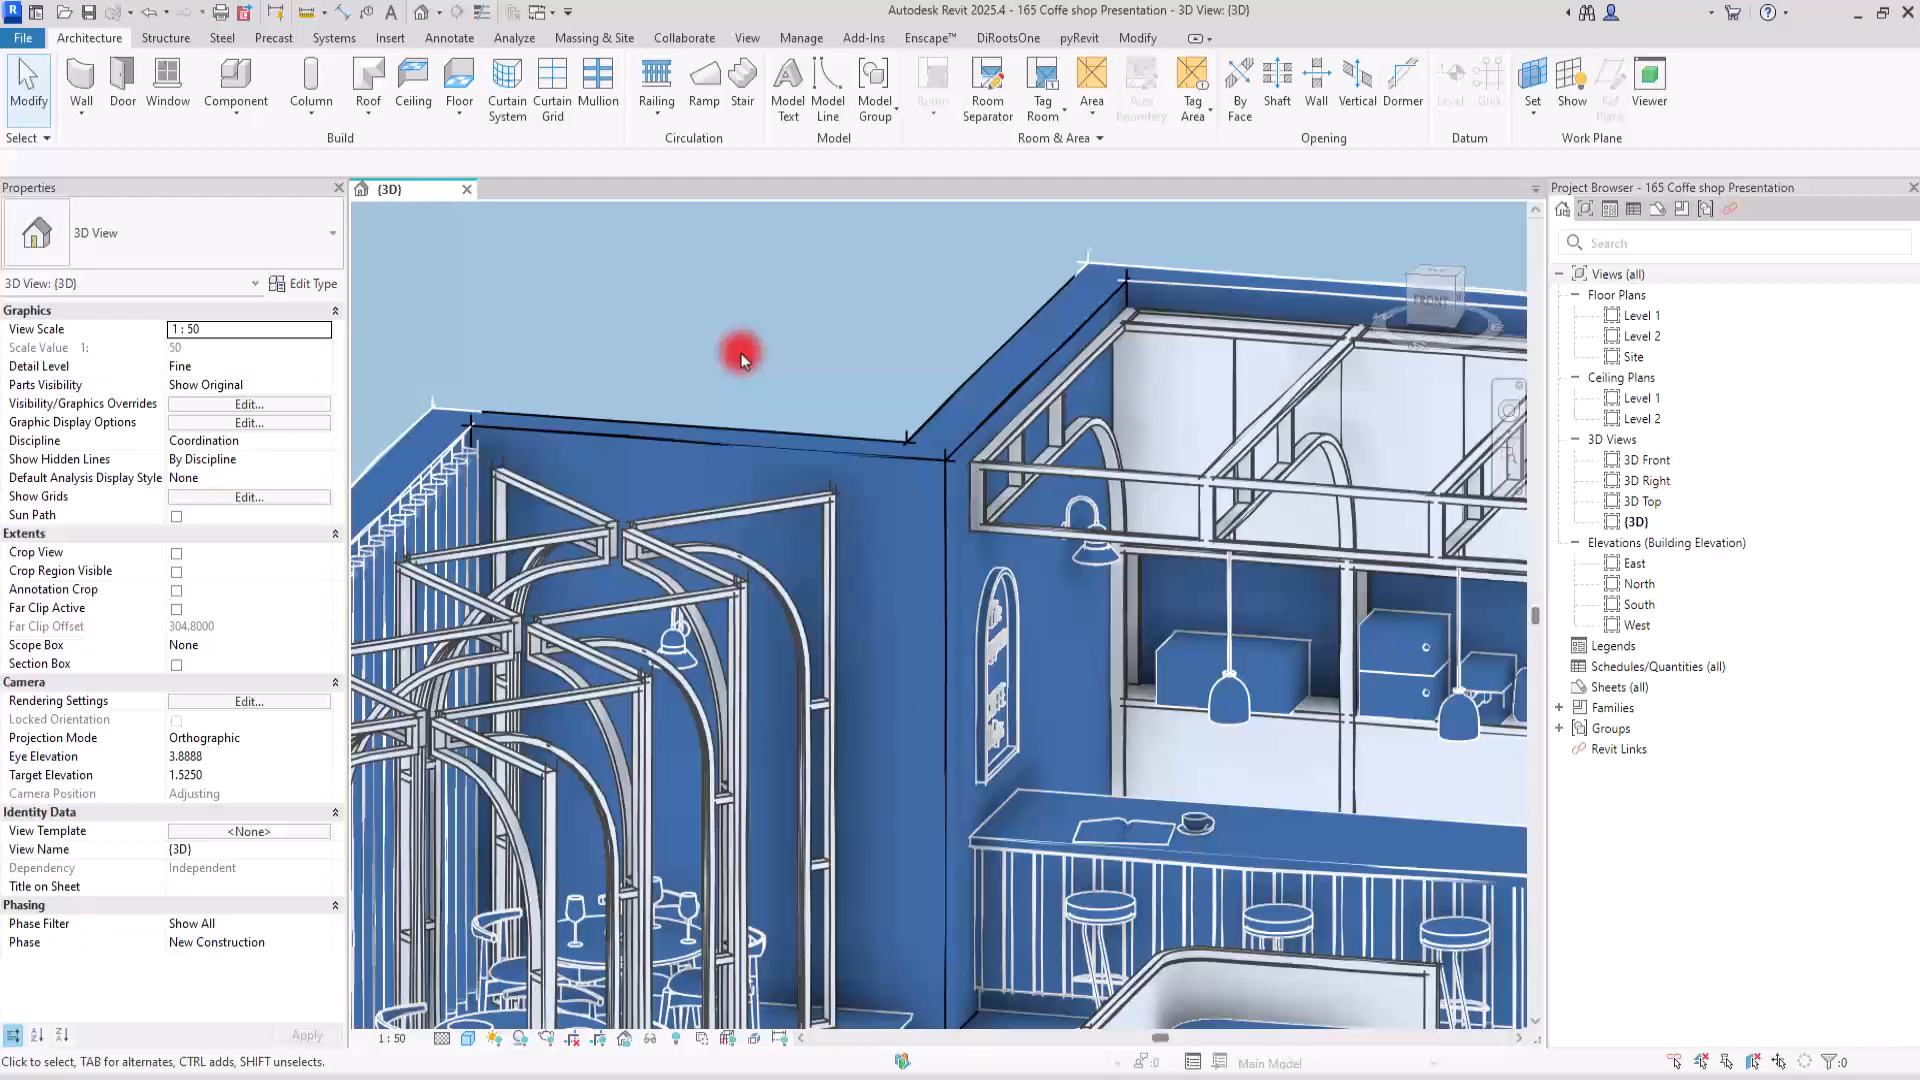 Autodesk Revit 2025.4 - 165 Coffe shop Presentation - 3D View: {3D}
File Architecture Structure Steel Precast Systems Insert Annotate Analyze Massing & Site Collaborate View Manage Add-Ins Enscape™ DiRootsOne pyRevit Modify
Modify Wall Door Window Component Column Roof Ceiling Floor Curtain System Curtain Grid Mullion Railing Ramp Stair Model Text Model Line Model Group Room Room Separator Tag Room Area Area Boundary Tag Area By Face Shaft Wall Vertical Dormer Level Grid Set Show Ref Plane Viewer
Select Build Circulation Model Room & Area Opening Datum Work Plane
Properties
3D View
3D View: {3D} Edit Type
Graphics
View Scale 1 : 50
Scale Value 1: 50
Detail Level Fine
Parts Visibility Show Original
Visibility/Graphics Overrides Edit...
Graphic Display Options Edit...
Discipline Coordination
Show Hidden Lines By Discipline
Default Analysis Display Style None
Show Grids Edit...
Sun Path
Extents
Crop View
Crop Region Visible
Annotation Crop
Far Clip Active
Far Clip Offset 304.8000
Scope Box None
Section Box
Camera
Rendering Settings Edit...
Locked Orientation
Projection Mode Orthographic
Eye Elevation 3.8888
Target Elevation 1.5250
Camera Position Adjusting
Identity Data
View Template <None>
View Name {3D}
Dependency Independent
Title on Sheet
Phasing
Phase Filter Show All
Phase New Construction
Apply
{3D}
FRONT
1 : 50
Project Browser - 165 Coffe shop Presentation
Search
Views (all)
Floor Plans
Level 1
Level 2
Site
Ceiling Plans
Level 1
Level 2
3D Views
3D Front
3D Right
3D Top
{3D}
Elevations (Building Elevation)
East
North
South
West
Legends
Schedules/Quantities (all)
Sheets (all)
Families
Groups
Revit Links
Click to select, TAB for alternates, CTRL adds, SHIFT unselects.
:0
Main Model
:0